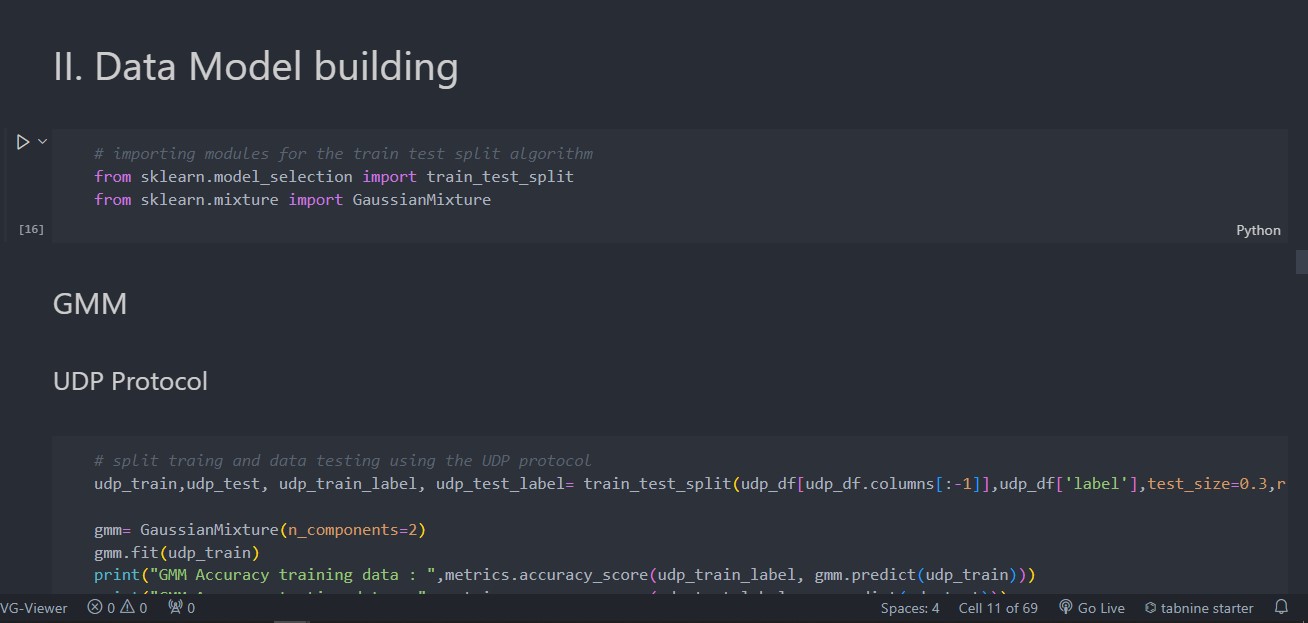 II. Data Model building
# importing modules for the train test split algorithm
from sklearn.model_selection import train_test_split
from sklearn.mixture import GaussianMixture
[16]
Python
GMM
UDP Protocol
# split traing and data testing using the UDP protocol
udp_train,udp_test, udp_train_label, udp_test_label= train_test_split(udp_df[udp_df.columns[:-1]],udp_df['label'],test_size=0.3,r
gmm= GaussianMixture(n_components=2)
gmm.fit(udp_train)
print("GMM Accuracy training data : ",metrics.accuracy_score(udp_train_label, gmm.predict(udp_train)))
VG-Viewer 0 0 0 Spaces: 4 Cell 11 of 69 Go Live tabnine starter